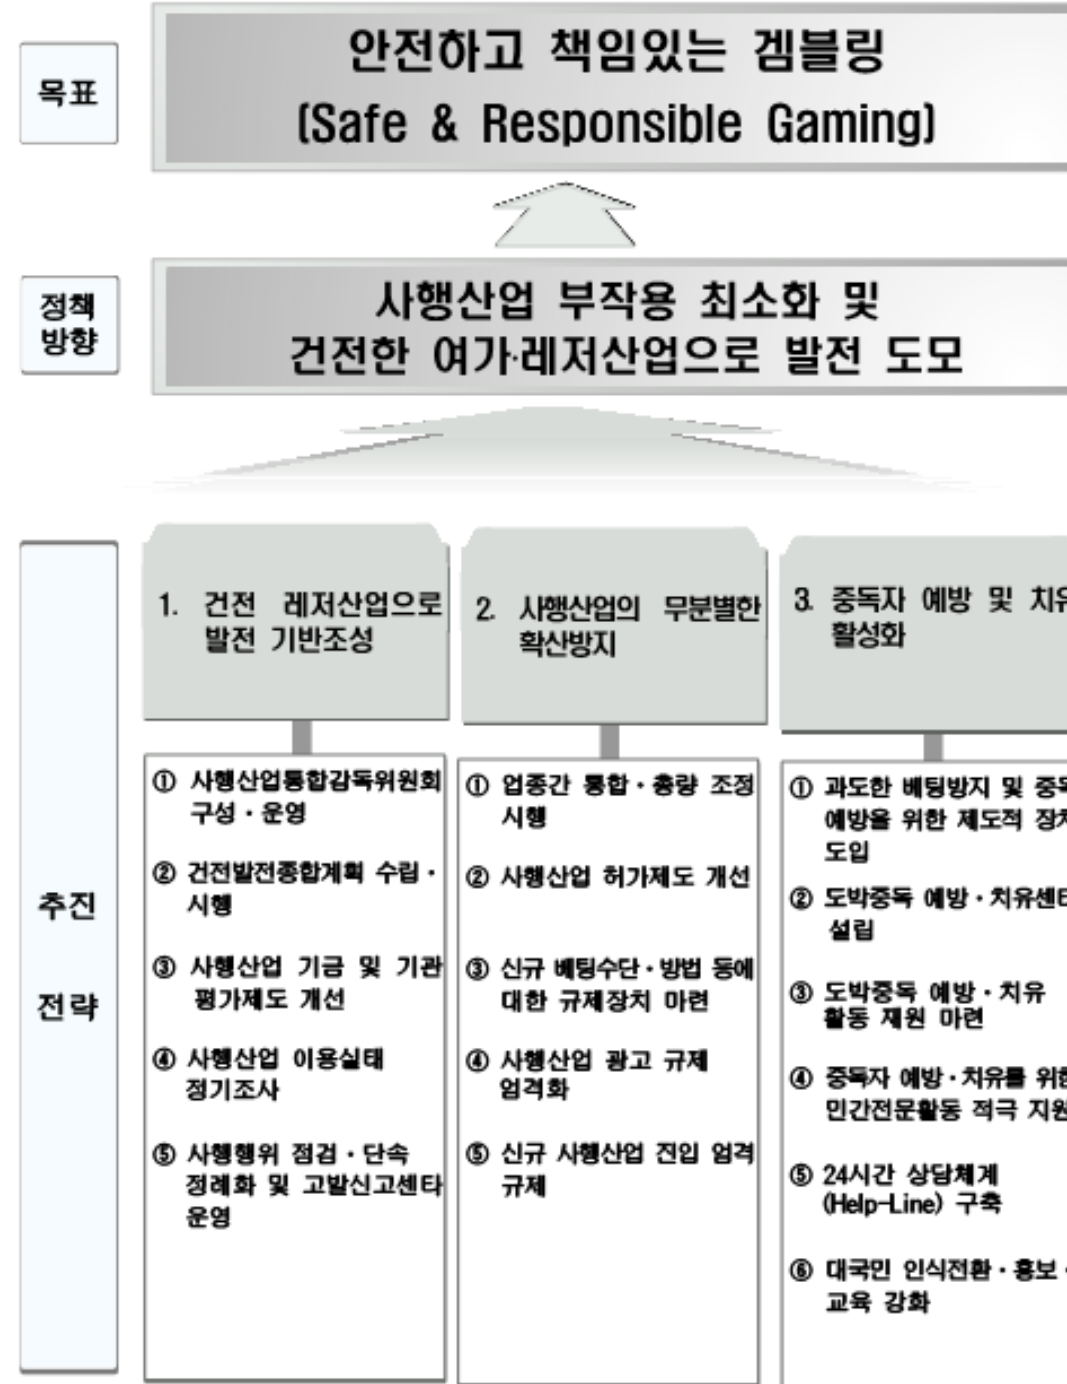 목표
안전하고 책임있는 겜블링
(Safe & Responsible Gaming)
정책
방향
사행산업 부작용 최소화 및
건전한 여가·레저산업으로 발전 도모
추진
전략
1. 건전 레저산업으로
발전 기반조성
① 사행산업통합감독위원회
구성·운영
② 건전발전종합계획 수립·
시행
③ 사행산업 기금 및 기관
평가제도 개선
④ 사행산업 이용실태
정기조사
⑤ 사행행위 점검·단속
정례화 및 고발신고센타
운영
2. 사행산업의 무분별한
확산방지
① 업종간 통합·총량 조정
시행
② 사행산업 허가제도 개선
③ 신규 베팅수단·방법 등에
대한 규제장치 마련
④ 사행산업 광고 규제
엄격화
⑤ 신규 사행산업 진입 엄격
규제
3. 중독자 예방 및
활성화
① 과도한 베팅방지 및
예방을 위한 제도적
도입
② 도박중독 예방·
설립
③ 도박중독 예방·치유
활동 재원 마련
④ 중독자 예방·치유를
민간전문활동 적극
⑤ 24시간 상담체계
(Help-Line) 구축
⑥ 대국민 인식전환·홍보·
교육 강화